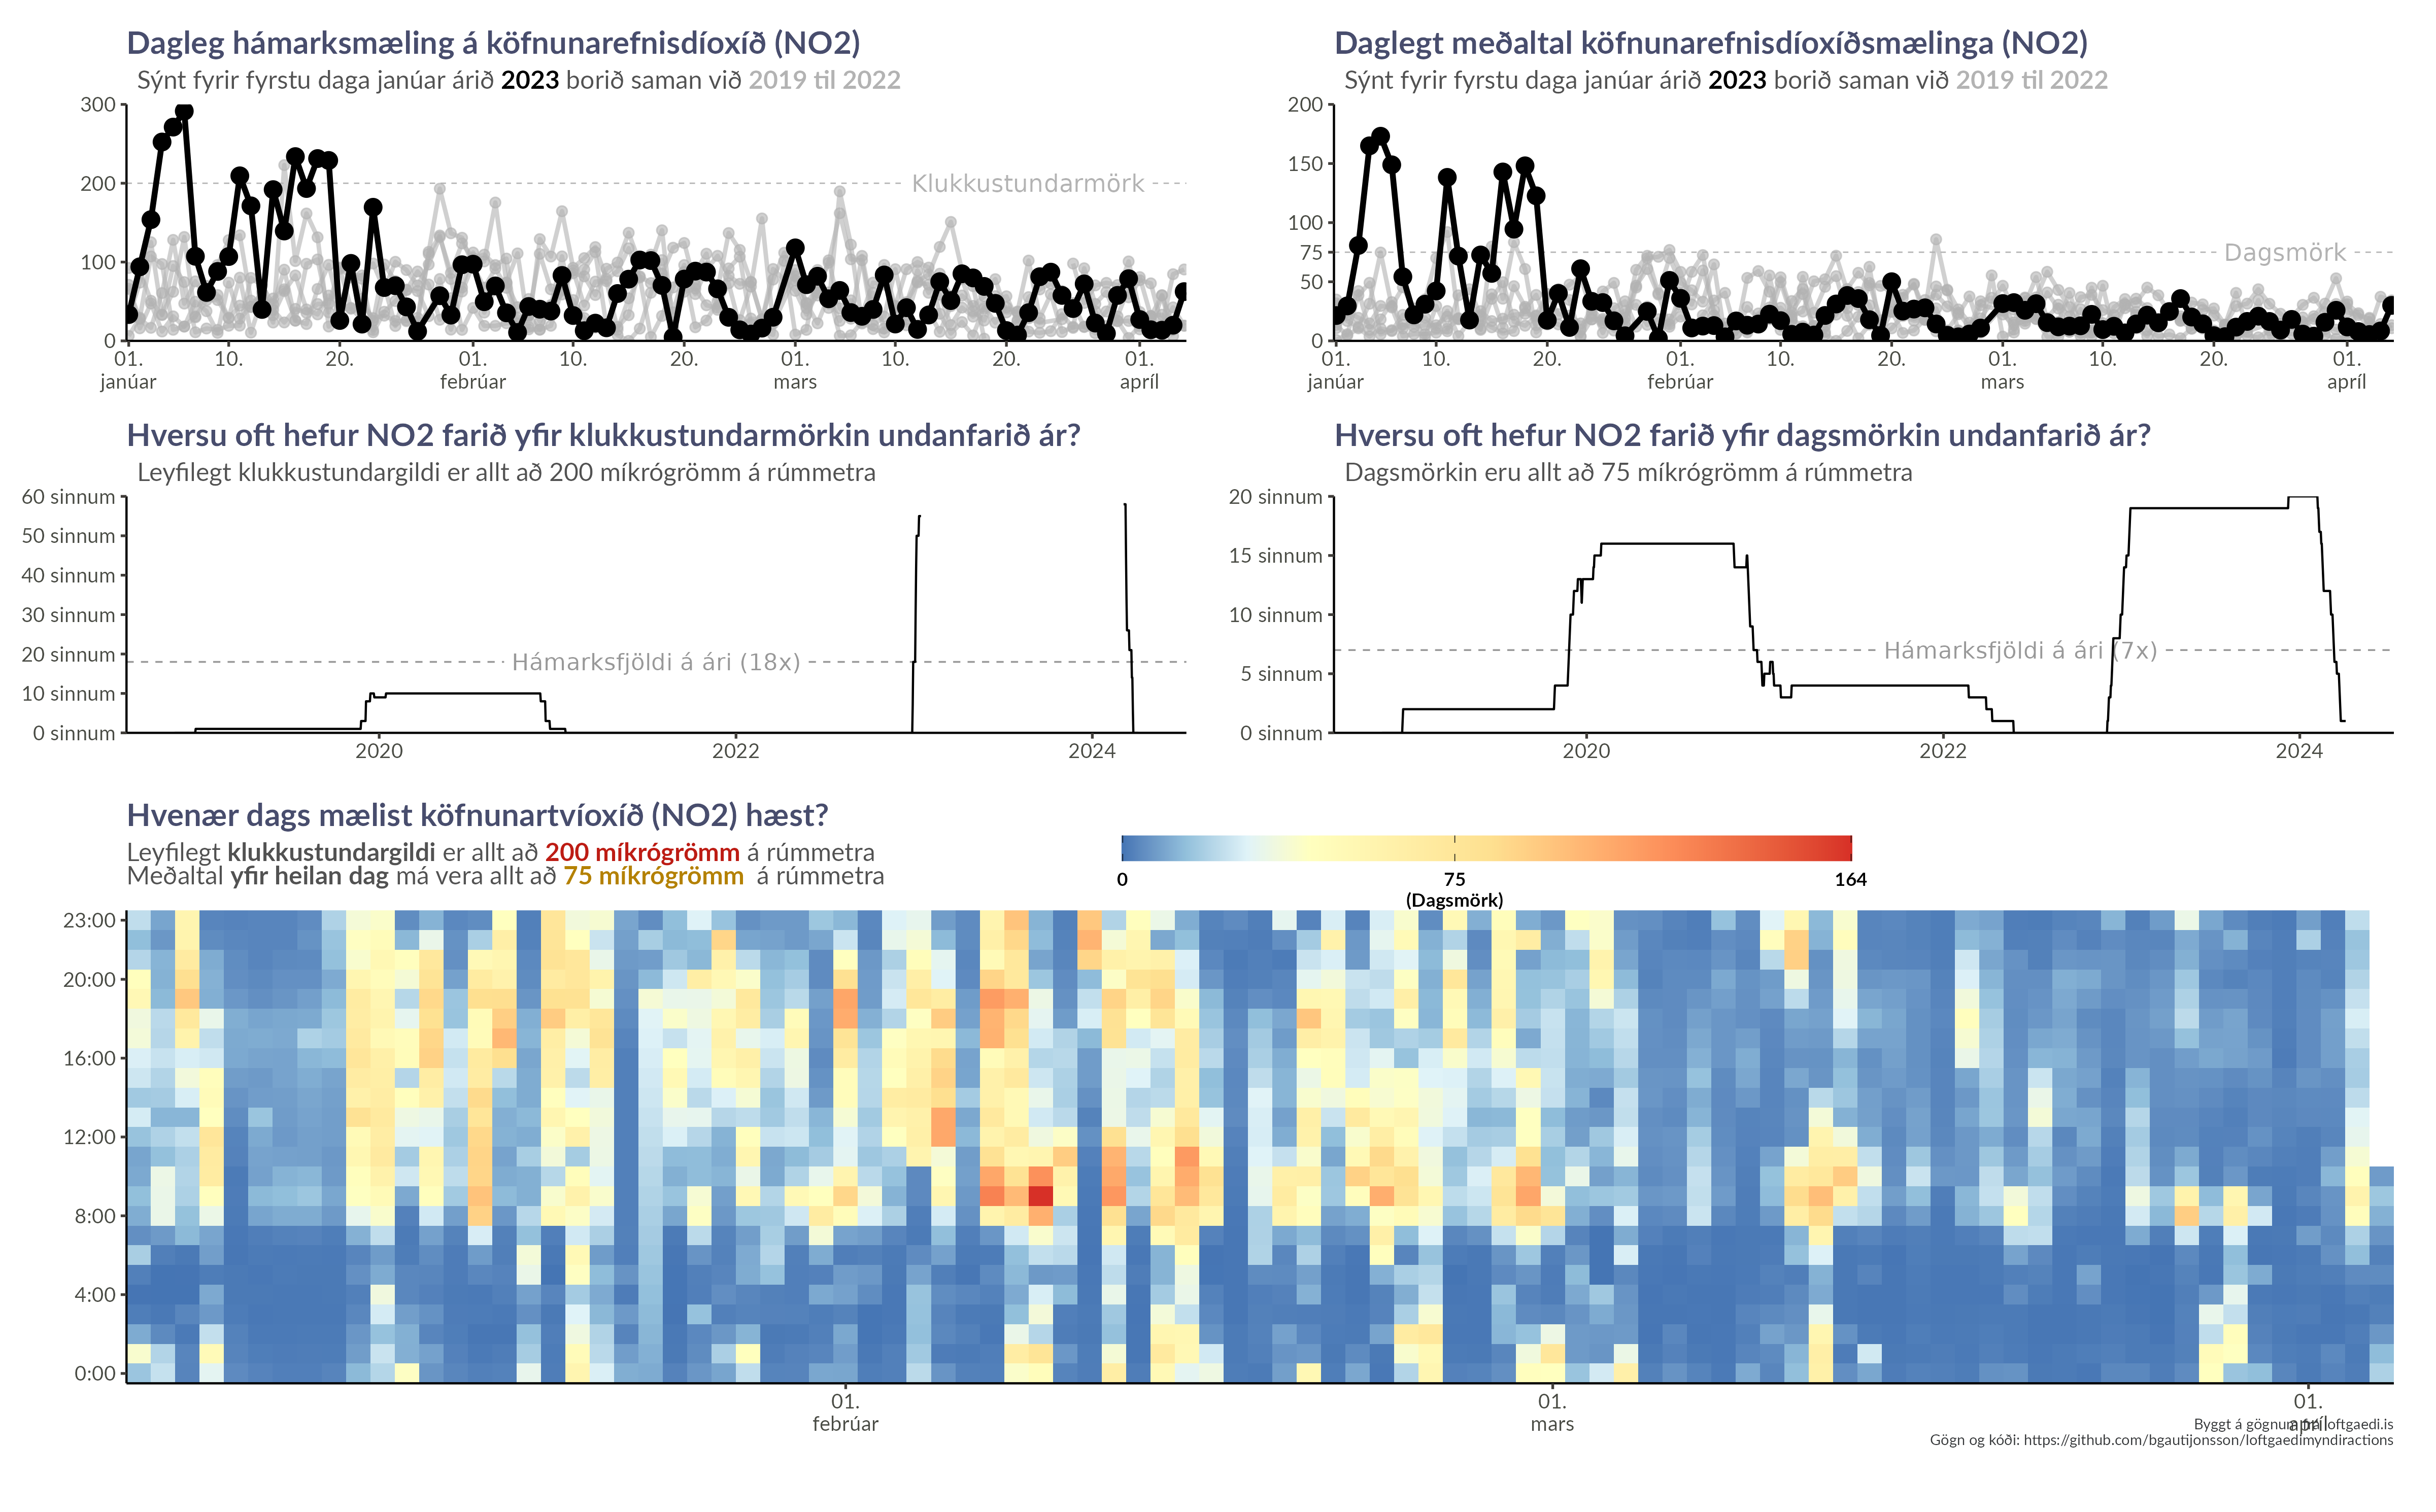 Dagleg hámarksmæling á köfnunarefnisdíoxíð (NO2)
Sýnt fyrir fyrstu daga janúar árið 2023 borið saman við 2019 til 2022
300
200
100
0
Klukkustundarmörk
01. 10. 20. 01. 10. 20. 01. 10. 20. 01.
janúar febrúar mars apríl
Daglegt meðaltal köfnunarefnisdíoxíðsmælinga (NO2)
Sýnt fyrir fyrstu daga janúar árið 2023 borið saman við 2019 til 2022
200
150
100
75
50
0
Dagsmörk
01. 10. 20. 01. 10. 20. 01. 10. 20. 01.
janúar febrúar mars apríl
Hversu oft hefur NO2 farið yfir klukkustundarmörkin undanfarið ár?
Leyfilegt klukkustundargildi er allt að 200 míkrógrömm á rúmmetra
60 sinnum
50 sinnum
40 sinnum
30 sinnum
20 sinnum
10 sinnum
0 sinnum
Hámarksfjöldi á ári (18x)
2020 2022 2024
Hversu oft hefur NO2 farið yfir dagsmörkin undanfarið ár?
Dagsmörkin eru allt að 75 míkrógrömm á rúmmetra
20 sinnum
15 sinnum
10 sinnum
5 sinnum
0 sinnum
Hámarksfjöldi á ári (7x)
2020 2022 2024
Hvenær dags mælist köfnunartvíoxíð (NO2) hæst?
Leyfilegt klukkustundargildi er allt að 200 míkrógrömm á rúmmetra
Meðaltal yfir heilan dag má vera allt að 75 míkrógrömm á rúmmetra
0 75 164
(Dagsmörk)
23:00
20:00
16:00
12:00
8:00
4:00
0:00
01. 01. 01.
febrúar mars apríl
Byggt á gögnum frá loftgaedi.is
Gögn og kóði: https://github.com/bgautijonsson/loftgaedimyndiractions